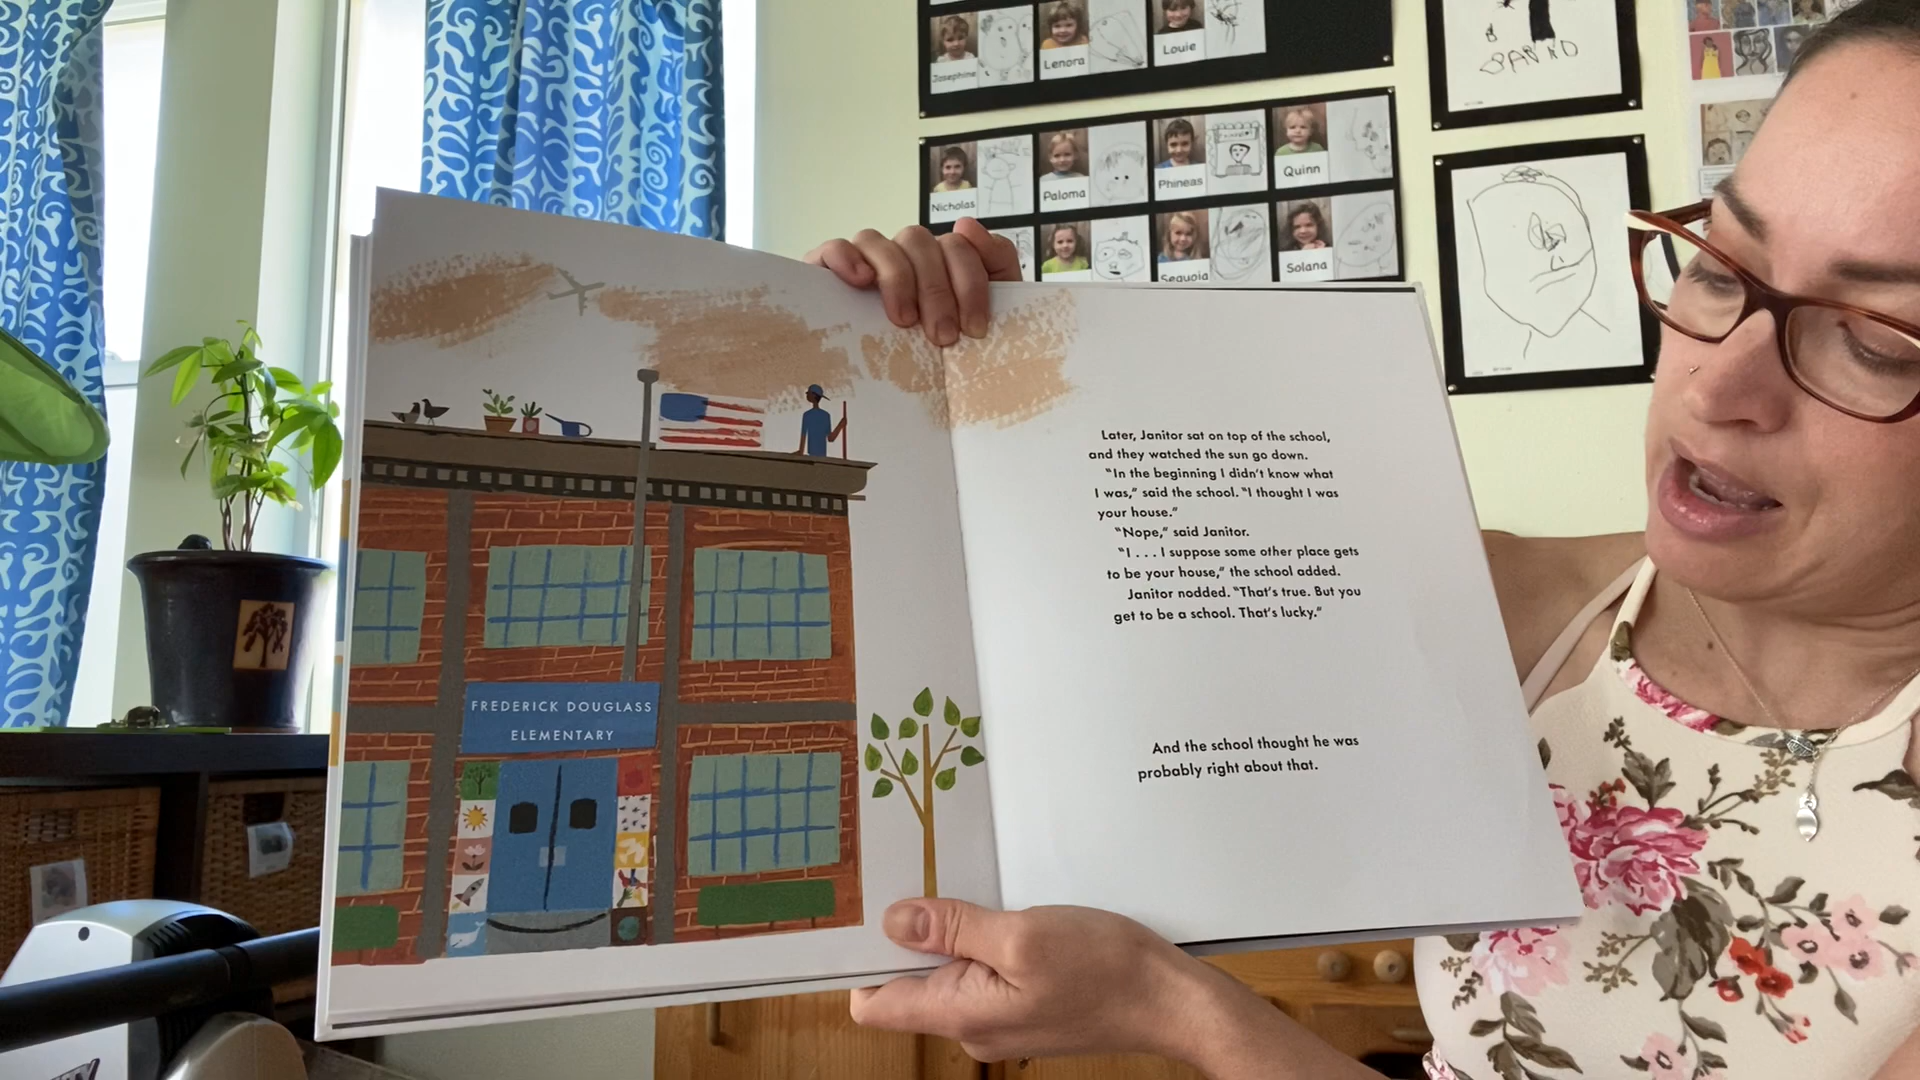 Josephine
Lenora
Louie
Nicholas
Paloma
Phineas
Quinn
Sequoia
Solana
FREDERICK DOUGLASS
ELEMENTARY
Later, Janitor sat on top of the school,
and they watched the sun go down.
"In the beginning I didn't know what
I was," said the school. "I thought I was
your house."
"Nope," said Janitor.
"I . . . I suppose some other place gets
to be your house," the school added.
Janitor nodded. "That's true. But you
get to be a school. That's lucky."
And the school thought he was
probably right about that.